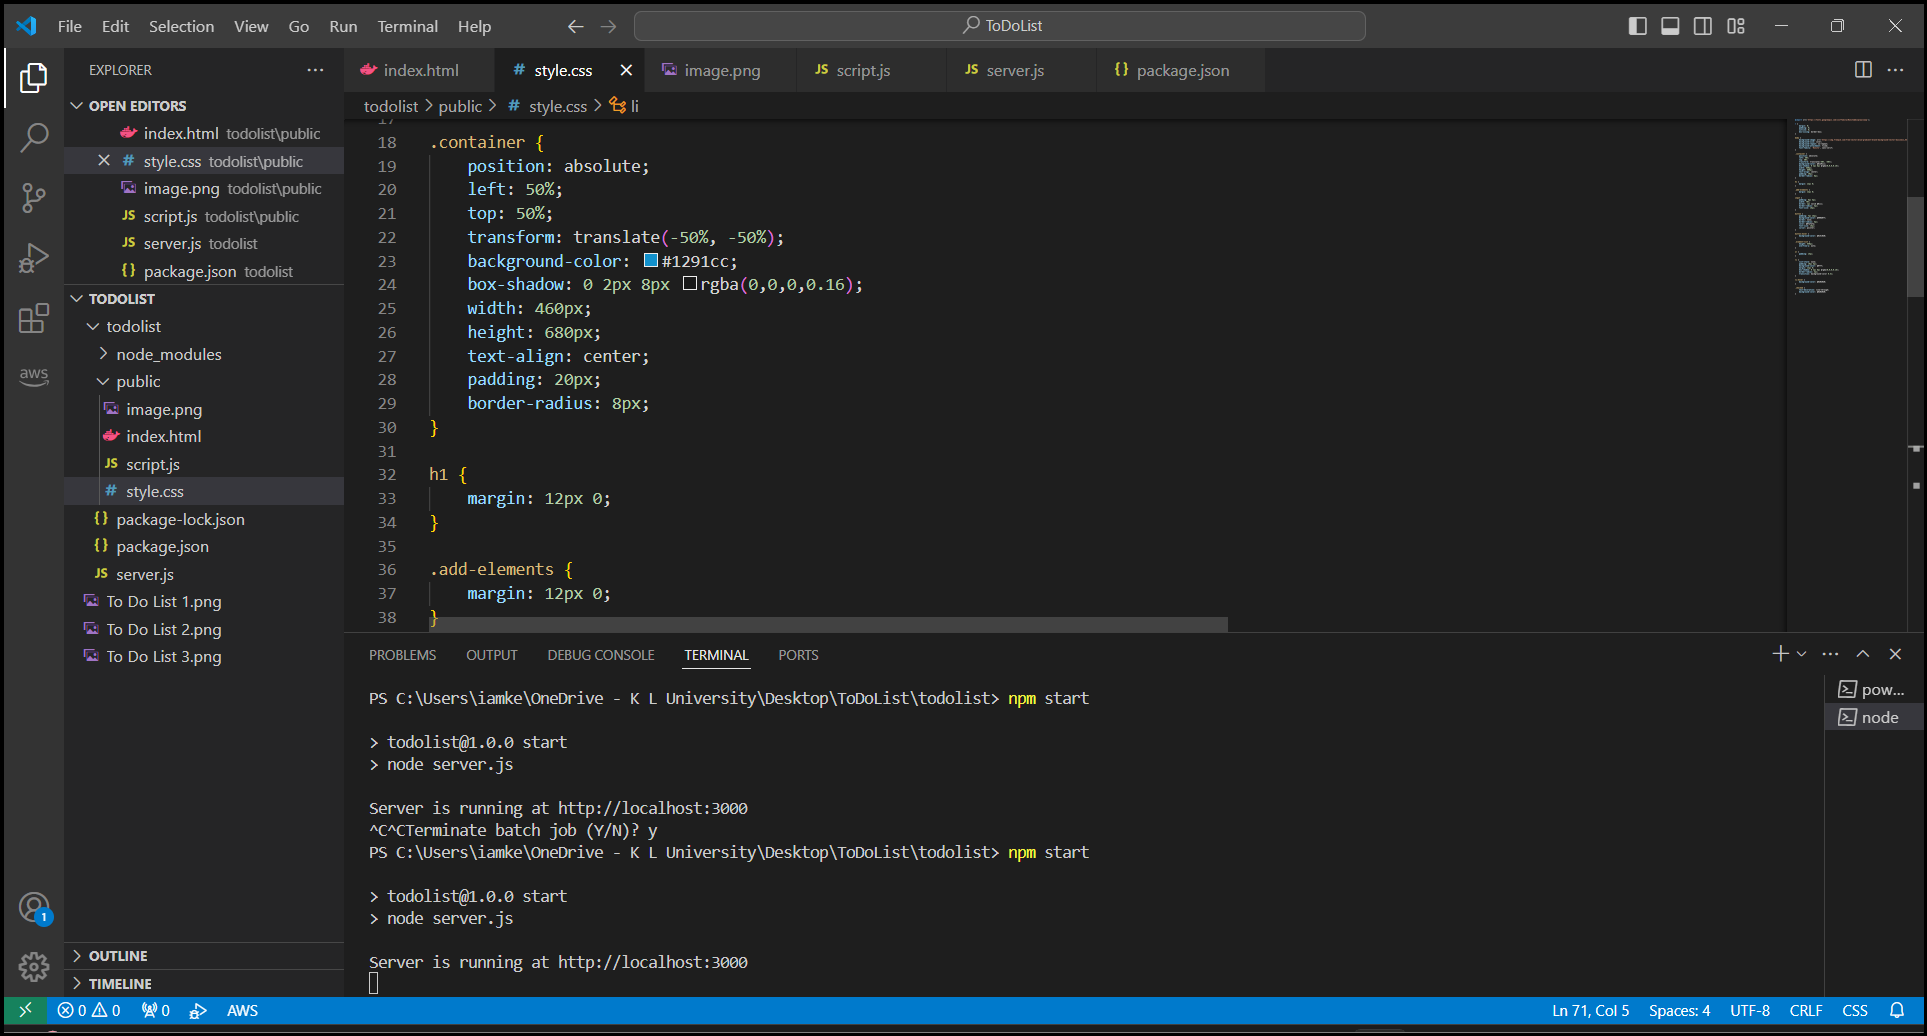 File Edit Selection View Go Run Terminal Help
ToDoList
EXPLORER
OPEN EDITORS
index.html todolist\public
style.css todolist\public
image.png todolist\public
JS script.js todolist\public
JS server.js todolist
{} package.json todolist
TODOLIST
todolist
node_modules
public
image.png
index.html
JS script.js
# style.css
{} package-lock.json
{} package.json
JS server.js
To Do List 1.png
To Do List 2.png
To Do List 3.png
OUTLINE
TIMELINE
aws
1
index.html # style.css image.png JS script.js JS server.js {} package.json
todolist > public > # style.css > li
17
18 .container {
19 position: absolute;
20 left: 50%;
21 top: 50%;
22 transform: translate(-50%, -50%);
23 background-color: #1291cc;
24 box-shadow: 0 2px 8px rgba(0,0,0,0.16);
25 width: 460px;
26 height: 680px;
27 text-align: center;
28 padding: 20px;
29 border-radius: 8px;
30 }
31
32 h1 {
33 margin: 12px 0;
34 }
35
36 .add-elements {
37 margin: 12px 0;
38 }
PROBLEMS OUTPUT DEBUG CONSOLE TERMINAL PORTS
PS C:\Users\iamke\OneDrive - K L University\Desktop\ToDoList\todolist> npm start
> todolist@1.0.0 start
> node server.js
Server is running at http://localhost:3000
^C^CTerminate batch job (Y/N)? y
PS C:\Users\iamke\OneDrive - K L University\Desktop\ToDoList\todolist> npm start
> todolist@1.0.0 start
> node server.js
Server is running at http://localhost:3000
pow...
node
0 0 0 AWS
Ln 71, Col 5 Spaces: 4 UTF-8 CRLF CSS